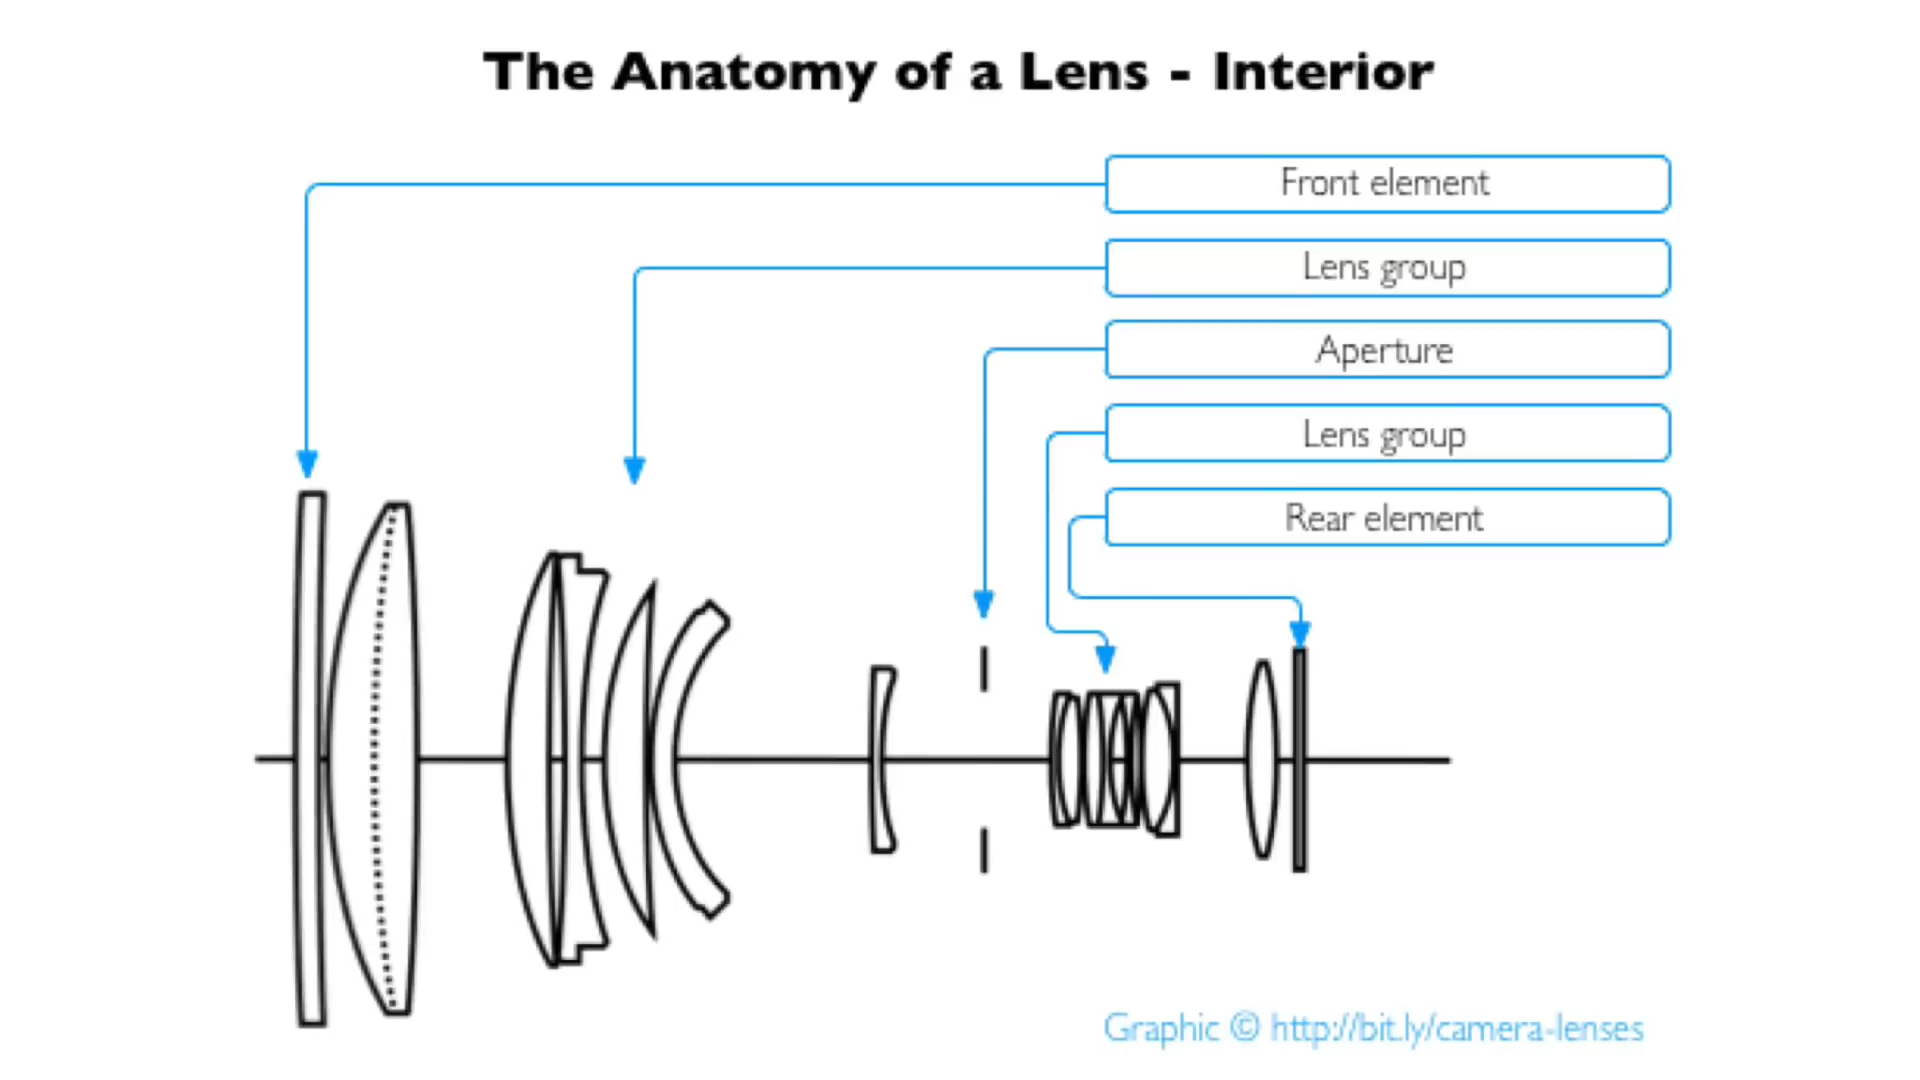 The Anatomy of a Lens - Interior
Front element
Lens group
Aperture
Lens group
Rear element
Graphic © http://bit.ly/camera-lenses